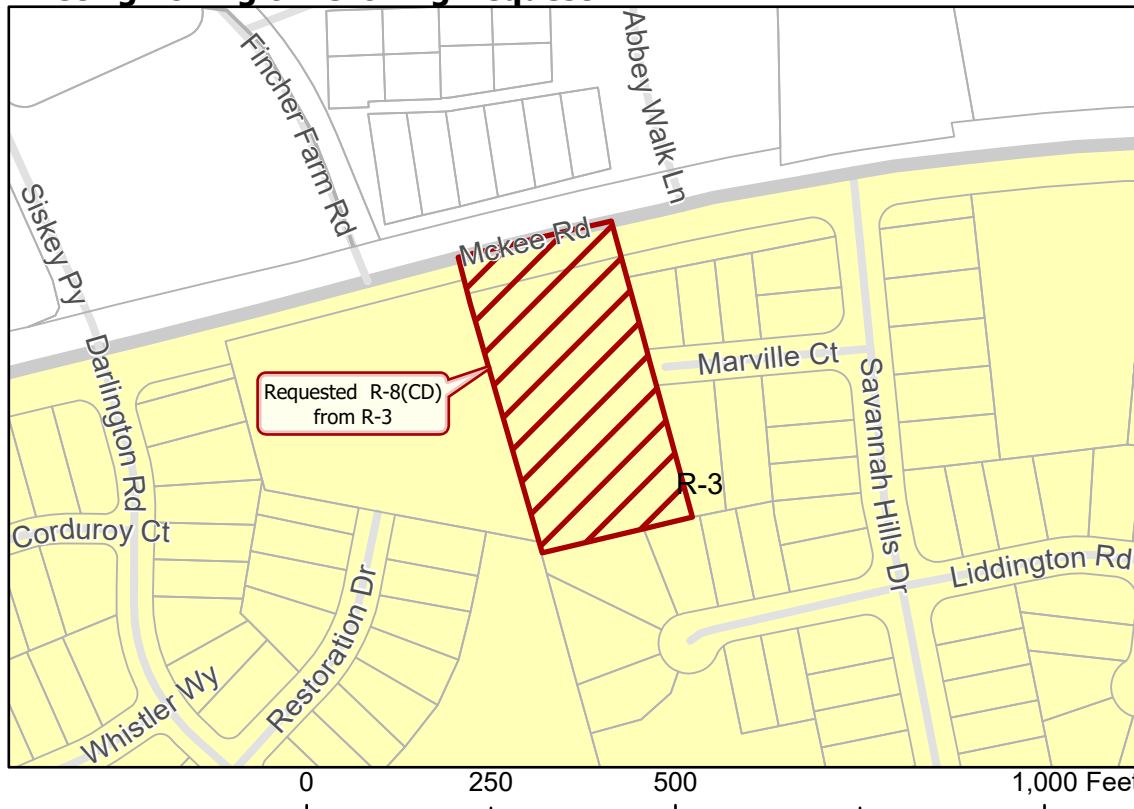 Fincher Farm Rd
Abbey Walk Ln
Siskey Py
Mckee Rd
Darlington Rd
Marville Ct
Requested R-8(CD)
from R-3
Savannah Hills Dr
R-3
Corduroy Ct
Liddington Rd
Restoration Dr
Whistler Wy
0 250 500 1,000 Feet